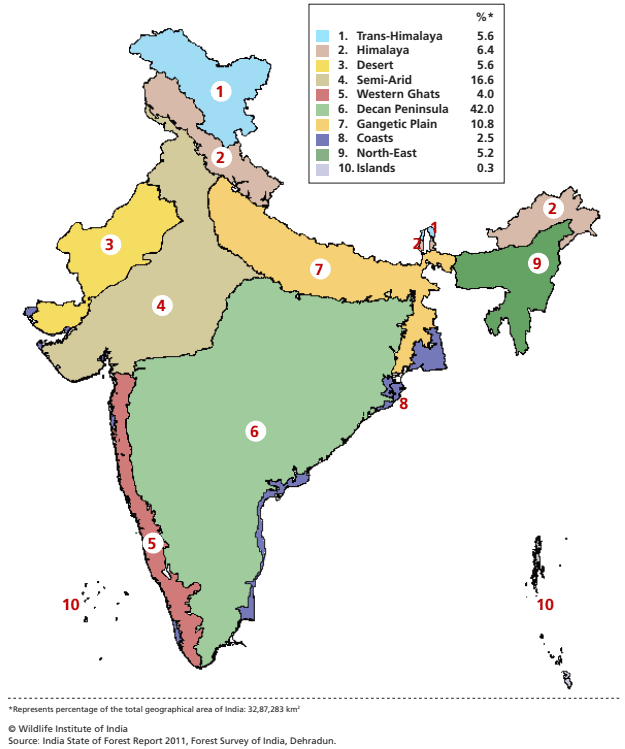 %*
1. Trans-Himalaya 5.6
2. Himalaya 6.4
3. Desert 5.6
4. Semi-Arid 16.6
5. Western Ghats 4.0
6. Decan Peninsula 42.0
7. Gangetic Plain 10.8
8. Coasts 2.5
9. North-East 5.2
10. Islands 0.3
1
2
2
1
2
3
9
7
4
8
6
5
10
10
*Represents percentage of the total geographical area of India: 32,87,283 km²
© Wildlife Institute of India
Source: India State of Forest Report 2011, Forest Survey of India, Dehradun.